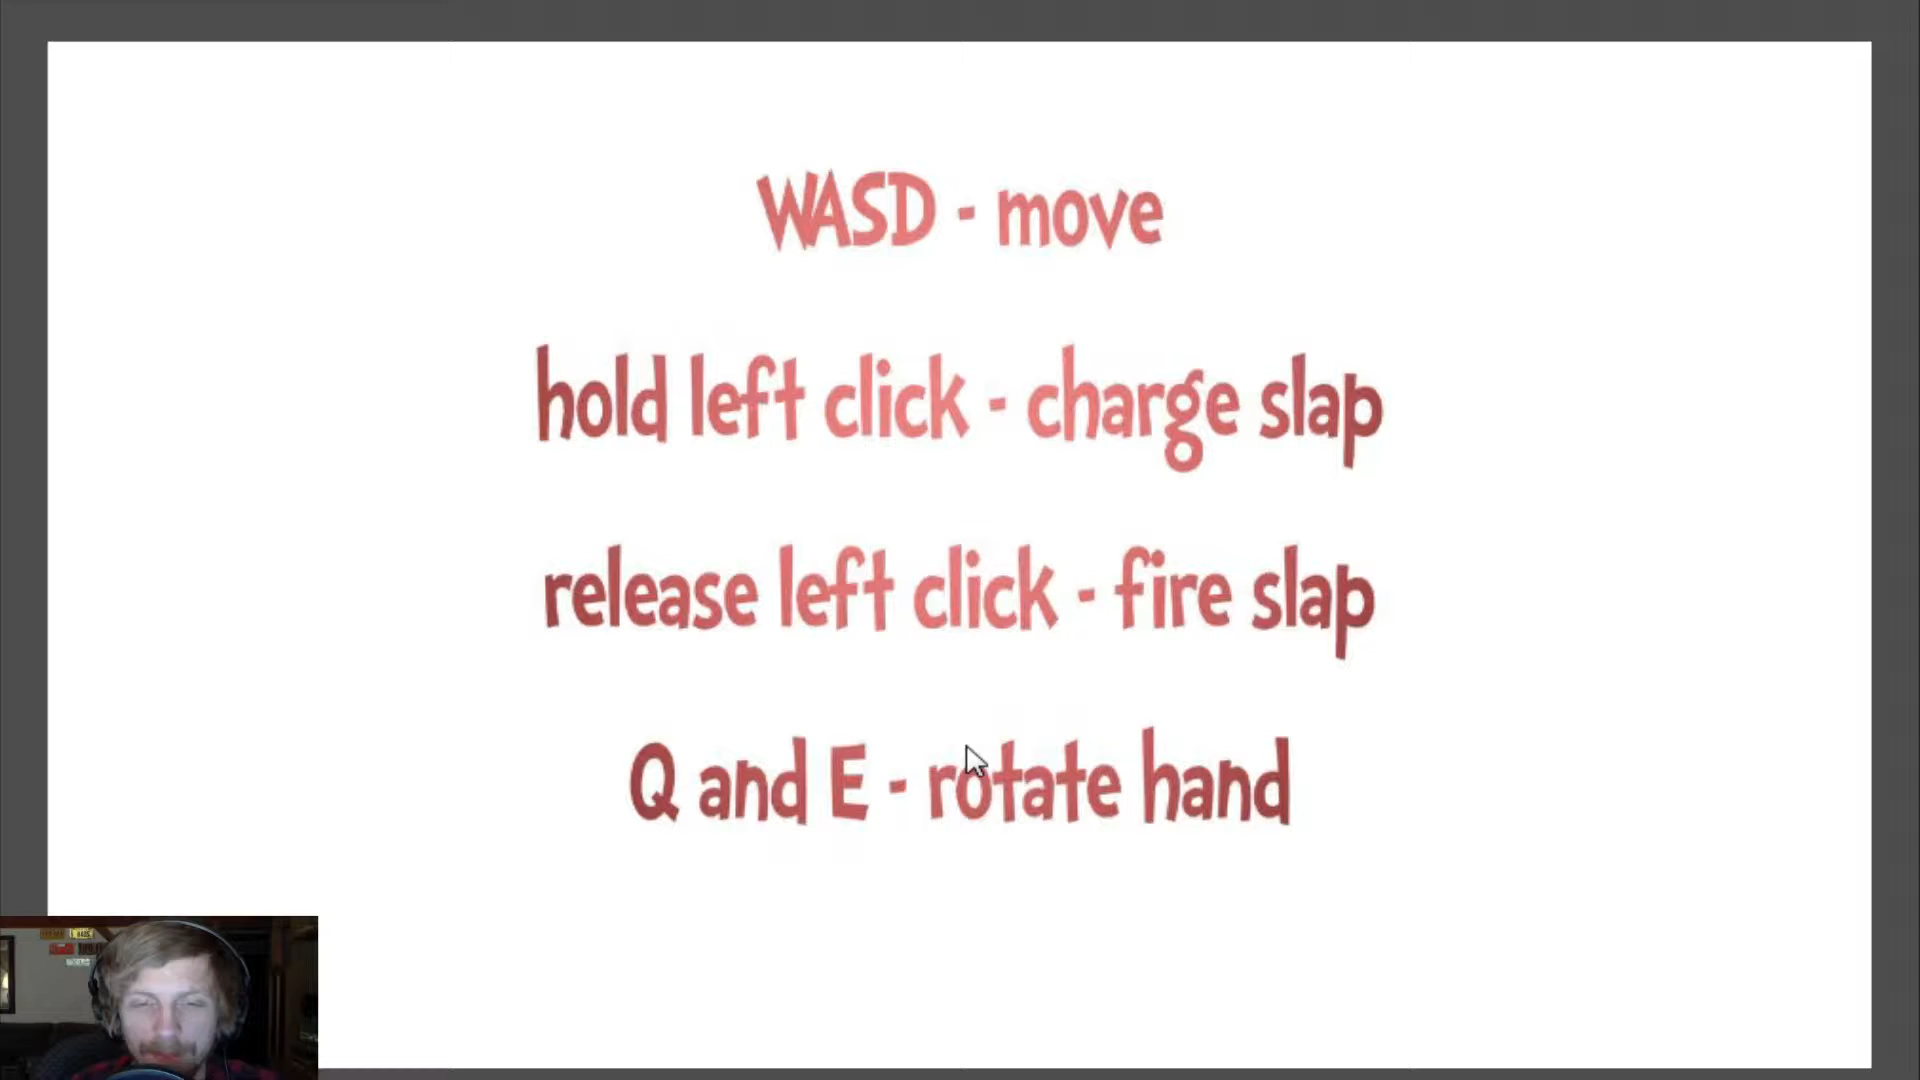 WASD - move
hold left click - charge slap
release left click - fire slap
Q and E - rotate hand